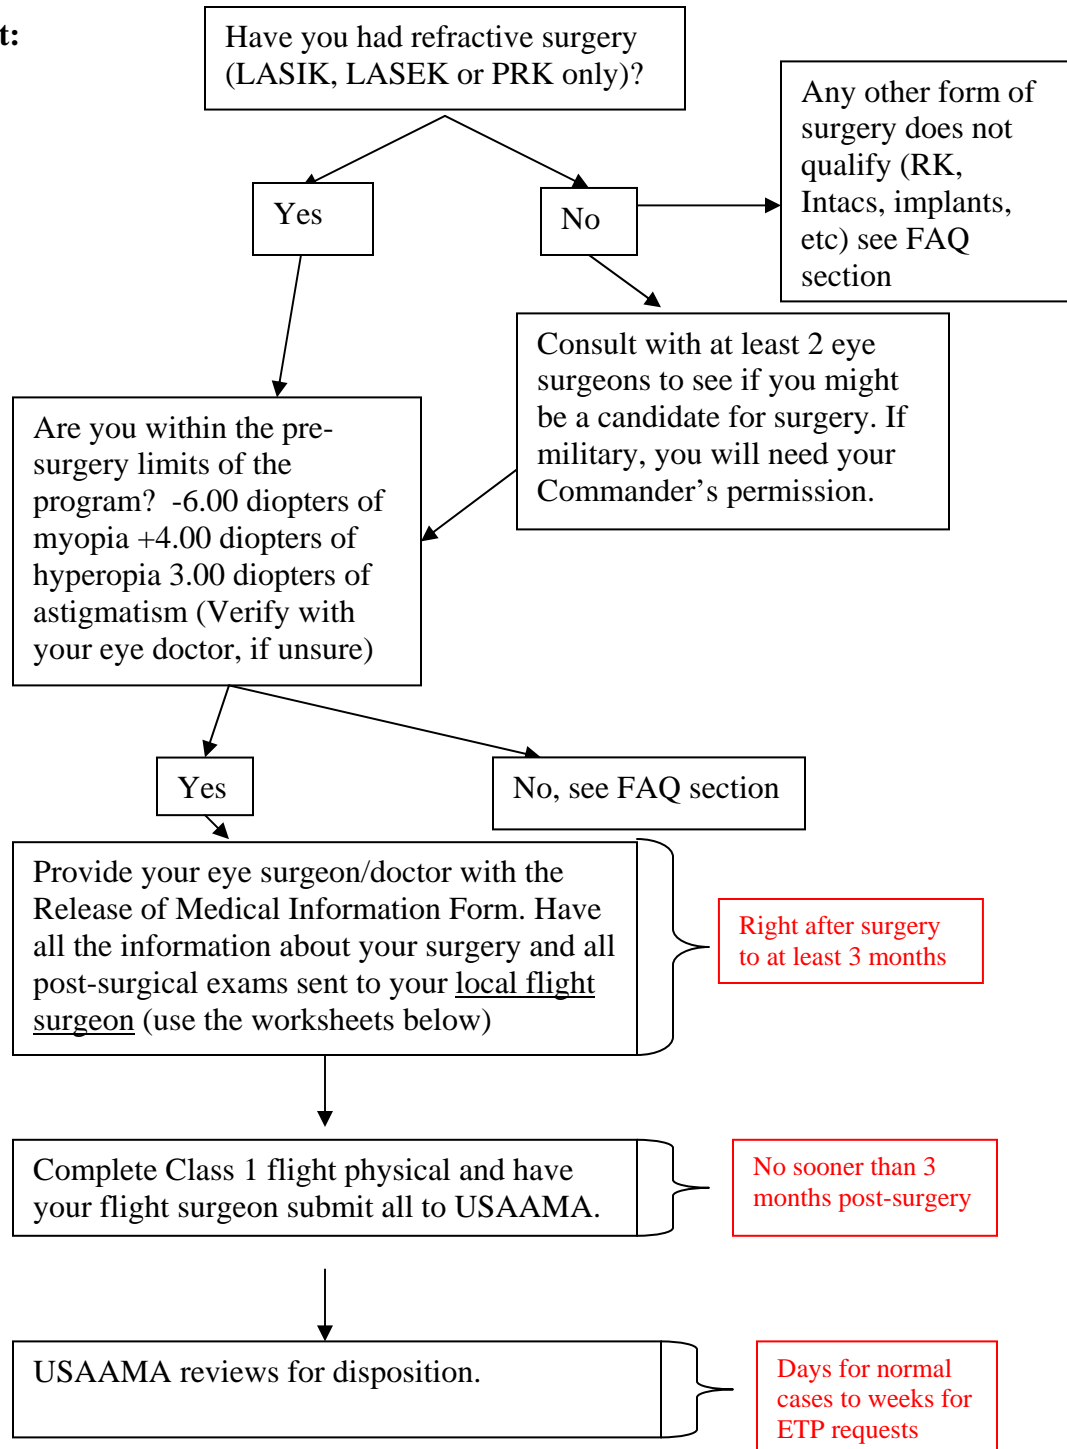 t:
Have you had refractive surgery
(LASIK, LASEK or PRK only)?
Any other form of
surgery does not
qualify (RK,
Intacs, implants,
etc) see FAQ
section
Yes
No
Consult with at least 2 eye
surgeons to see if you might
be a candidate for surgery. If
military, you will need your
Commander’s permission.
Are you within the pre-
surgery limits of the
program?  -6.00 diopters of
myopia +4.00 diopters of
hyperopia 3.00 diopters of
astigmatism (Verify with
your eye doctor, if unsure)
Yes
No, see FAQ section
Provide your eye surgeon/doctor with the
Release of Medical Information Form. Have
all the information about your surgery and all
post-surgical exams sent to your local flight
surgeon (use the worksheets below)
Right after surgery
to at least 3 months
Complete Class 1 flight physical and have
your flight surgeon submit all to USAAMA.
No sooner than 3
months post-surgery
USAAMA reviews for disposition.
Days for normal
cases to weeks for
ETP requests